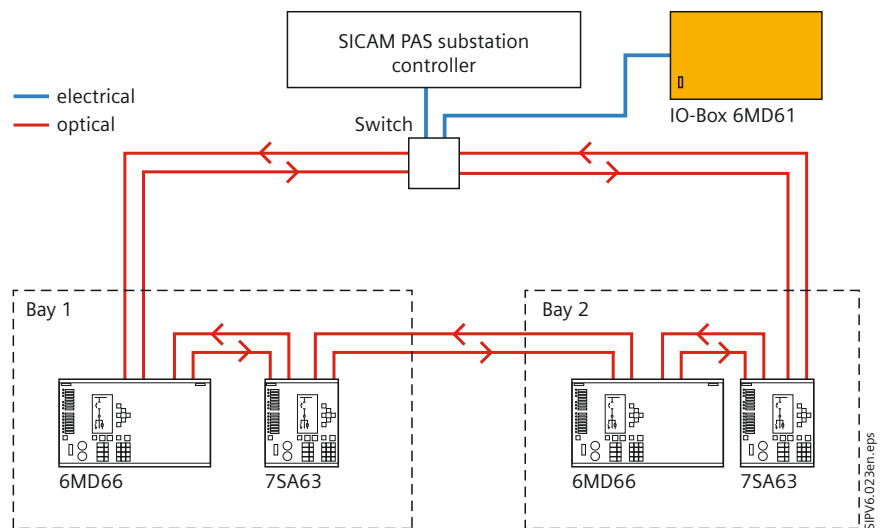 SICAM PAS substation
controller
electrical
optical
Switch
IO-Box 6MD61
Bay 1
Bay 2
6MD66
7SA63
6MD66
7SA63
SIPV6.023en.eps